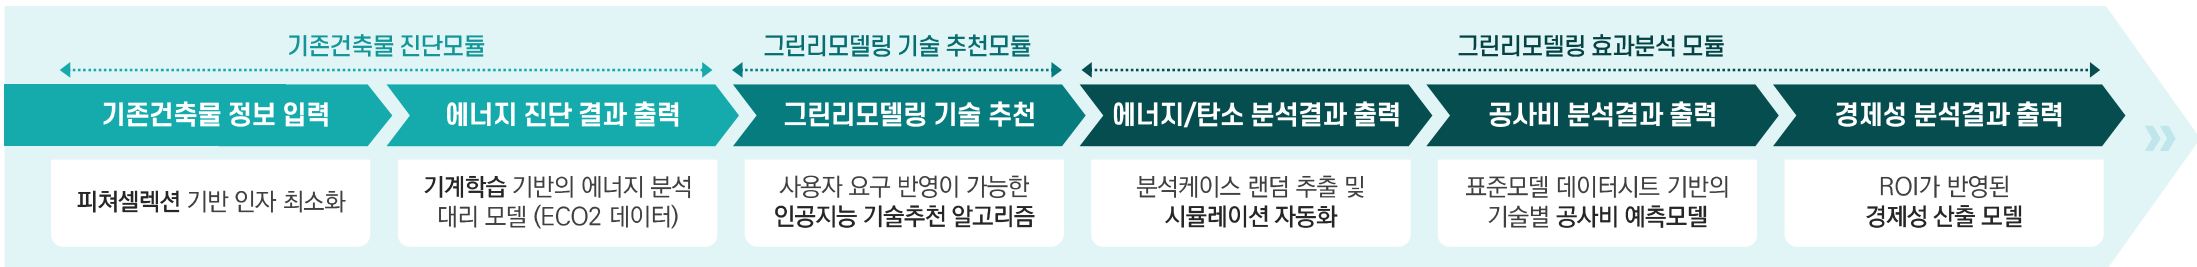 기존건축물 진단모듈
그린리모델링 기술 추천모듈
그린리모델링 효과분석 모듈
기존건축물 정보 입력
에너지 진단 결과 출력
그린리모델링 기술 추천
에너지/탄소 분석결과 출력
공사비 분석결과 출력
경제성 분석결과 출력
피쳐셀렉션 기반 인자 최소화
기계학습 기반의 에너지 분석
대리 모델 (ECO2 데이터)
사용자 요구 반영이 가능한
인공지능 기술추천 알고리즘
분석케이스 랜덤 추출 및
시뮬레이션 자동화
표준모델 데이터시트 기반의
기술별 공사비 예측모델
ROI가 반영된
경제성 산출 모델